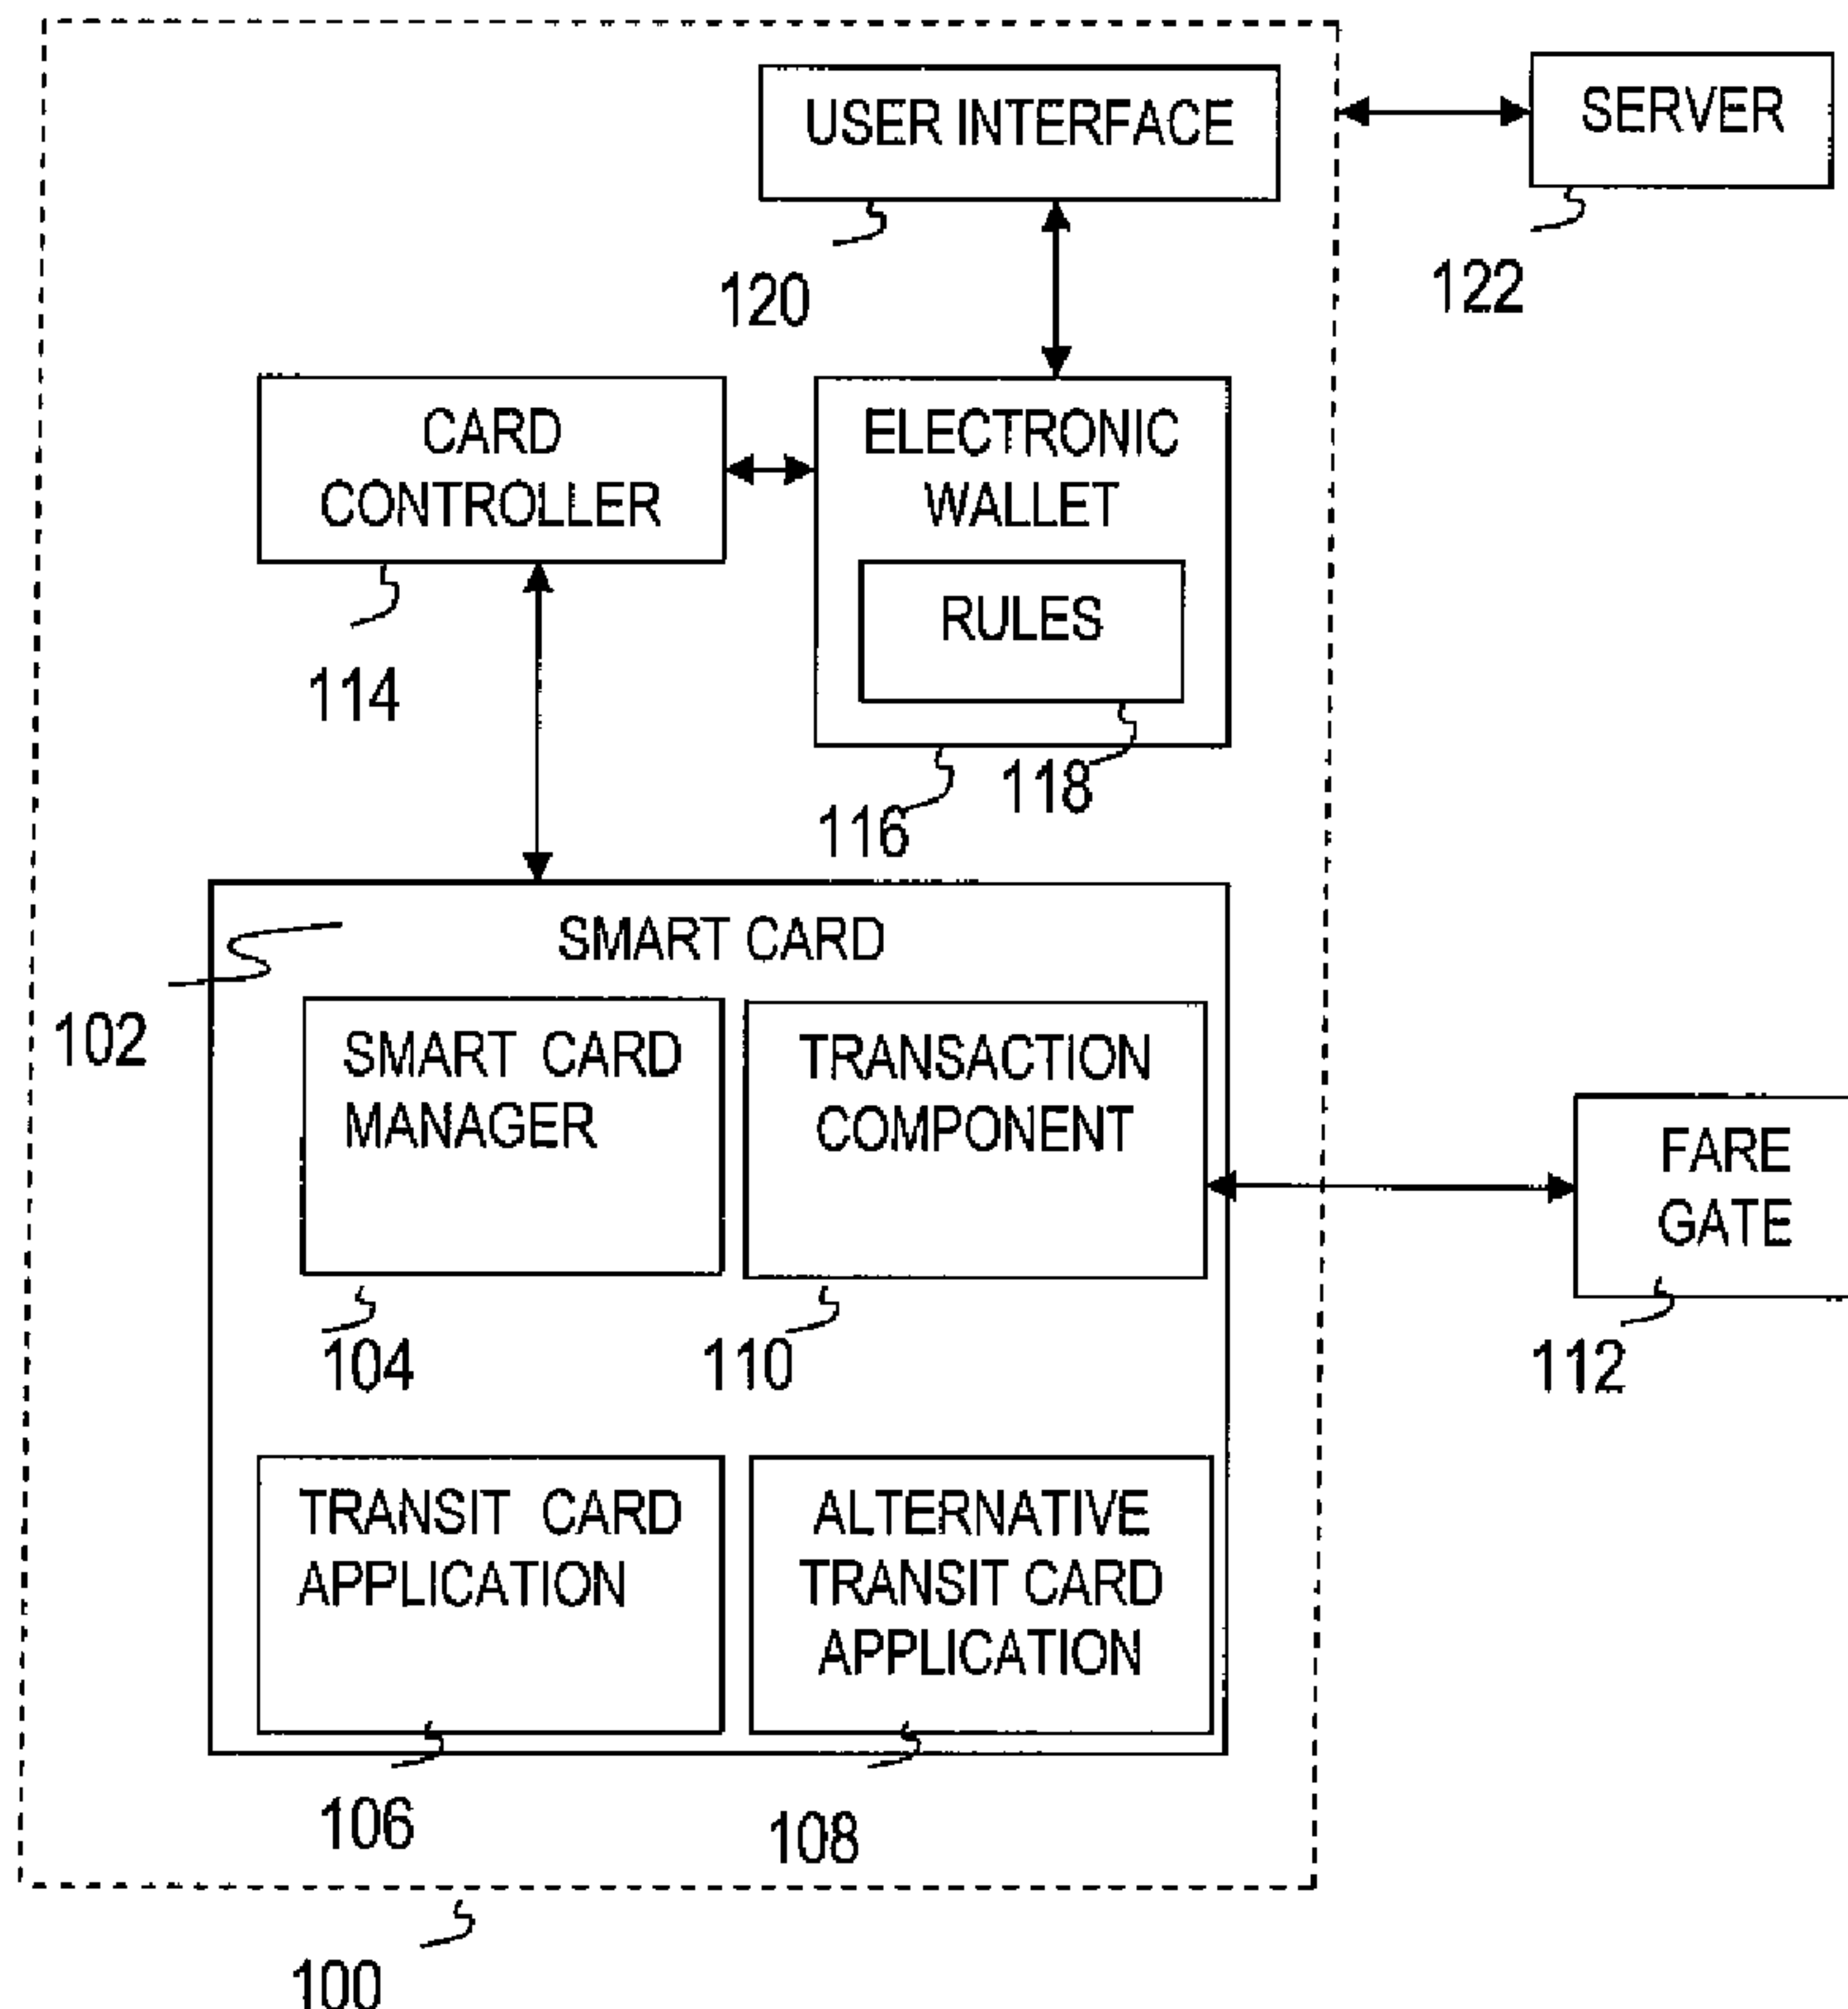 USER INTERFACE
SERVER
120
122
CARD
CONTROLLER
ELECTRONIC
WALLET
RULES
114
118
116
SMART CARD
102
SMART CARD
MANAGER
TRANSACTION
COMPONENT
FARE
GATE
104
110
112
TRANSIT CARD
APPLICATION
ALTERNATIVE
TRANSIT CARD
APPLICATION
106
108
100